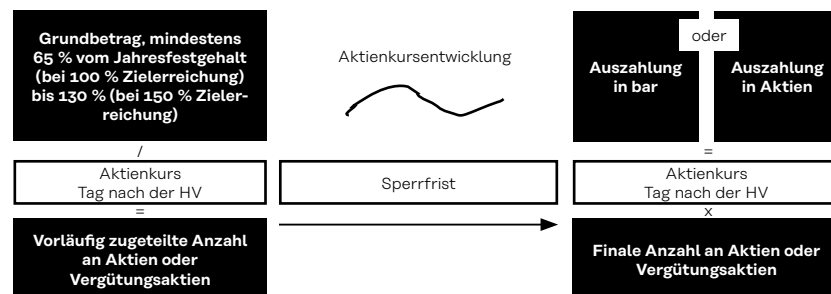 Grundbetrag, mindestens
65 % vom Jahresfestgehalt
(bei 100 % Zielerreichung)
bis 130 % (bei 150 % Zieler-
reichung)
/
Aktienkurs
Tag nach der HV
=
Vorläufig zugeteilte Anzahl
an Aktien oder
Vergütungsaktien
Aktienkursentwicklung
Sperrfrist
oder
Auszahlung
in bar
Auszahlung
in Aktien
=
Aktienkurs
Tag nach der HV
x
Finale Anzahl an Aktien oder
Vergütungsaktien